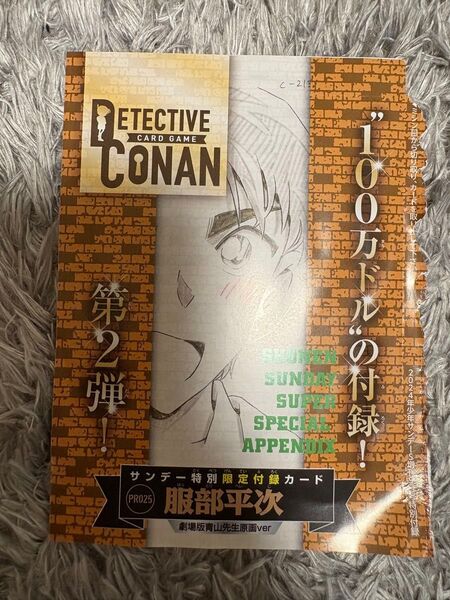 DETECTIVE
CARD GAME
CONAN
C-215
“100万ドル”の付録!
第2弾!
SHONEN
SUNDAY
SUPER
SPECIAL
APPENDIX
サンデー特別限定付録カード
PR025
服部平次
劇場版青山先生原画ver